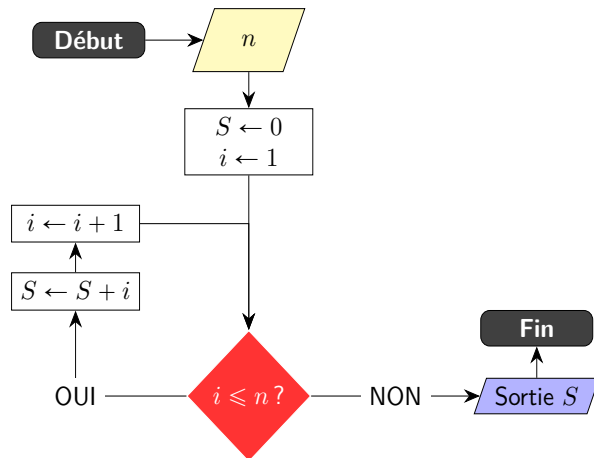 Début
n
S ← 0
i ← 1
i ← i + 1
S ← S + i
i ⩽ n ?
OUI
NON
Sortie S
Fin